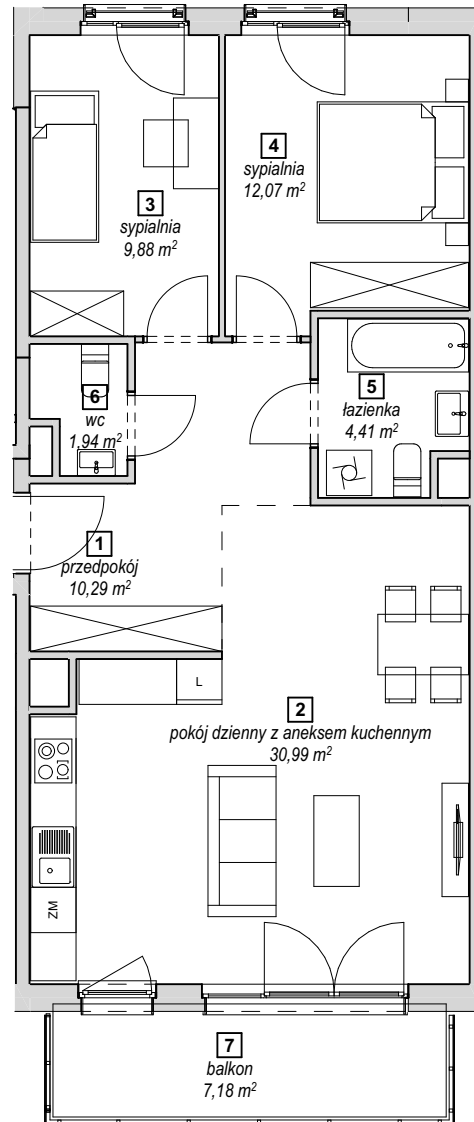 4
sypialnia
12,07 m²
3
sypialnia
9,88 m²
6
wc
1,94 m²
5
łazienka
4,41 m²
1
przedpokój
10,29 m²
L
2
pokój dzienny z aneksem kuchennym
30,99 m²
ZM
7
balkon
7,18 m²